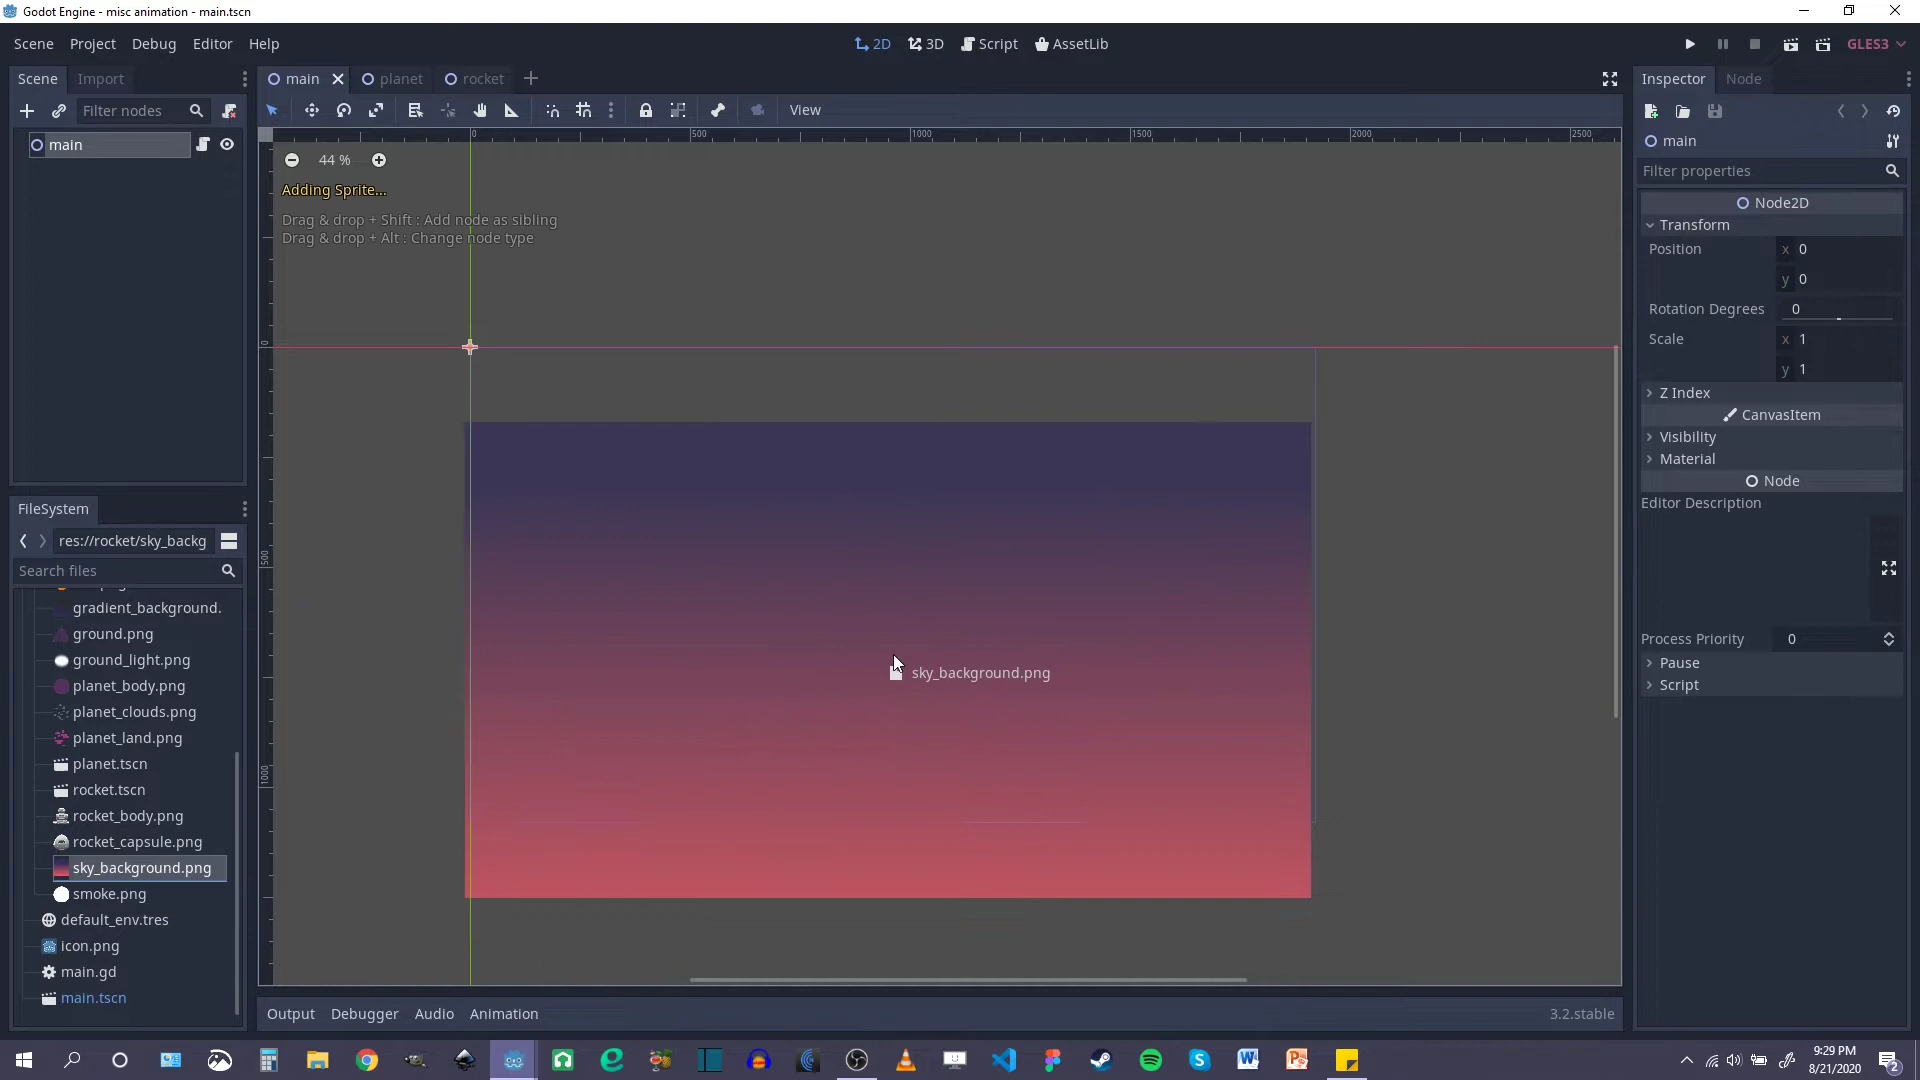 Godot Engine - misc animation - main.tscn
Scene Project Debug Editor Help
2D 3D Script AssetLib
GLES3
Scene Import
Filter nodes
main
main planet rocket
View
0 500 1000 1500 2000 2500
44 %
Adding Sprite...
Drag & drop + Shift : Add node as sibling
Drag & drop + Alt : Change node type
0
500
1000
sky_background.png
FileSystem
res://rocket/sky_backg
Search files
gradient_background.
ground.png
ground_light.png
planet_body.png
planet_clouds.png
planet_land.png
planet.tscn
rocket.tscn
rocket_body.png
rocket_capsule.png
sky_background.png
smoke.png
default_env.tres
icon.png
main.gd
main.tscn
Output Debugger Audio Animation
3.2.stable
Inspector Node
main
Filter properties
Node2D
Transform
Position x 0
y 0
Rotation Degrees 0
Scale x 1
y 1
Z Index
CanvasItem
Visibility
Material
Node
Editor Description
Process Priority 0
Pause
Script
9:29 PM
8/21/2020
2